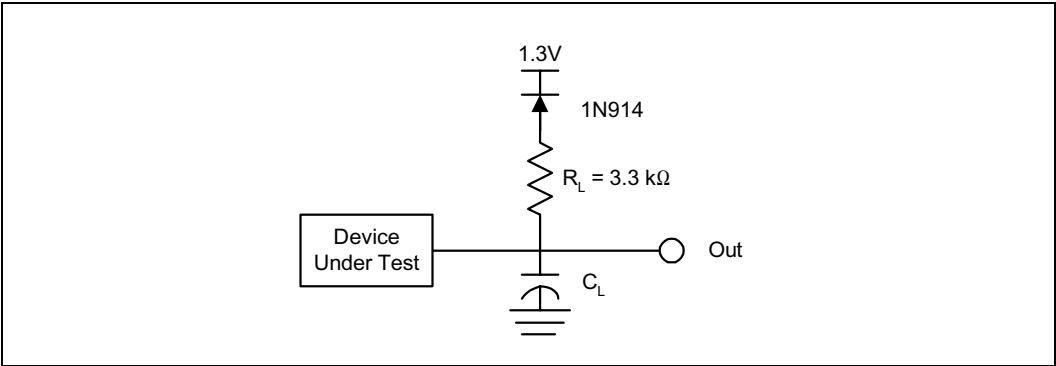 1.3V
1N914
R_L = 3.3 kΩ
Device
Under Test
Out
C_L